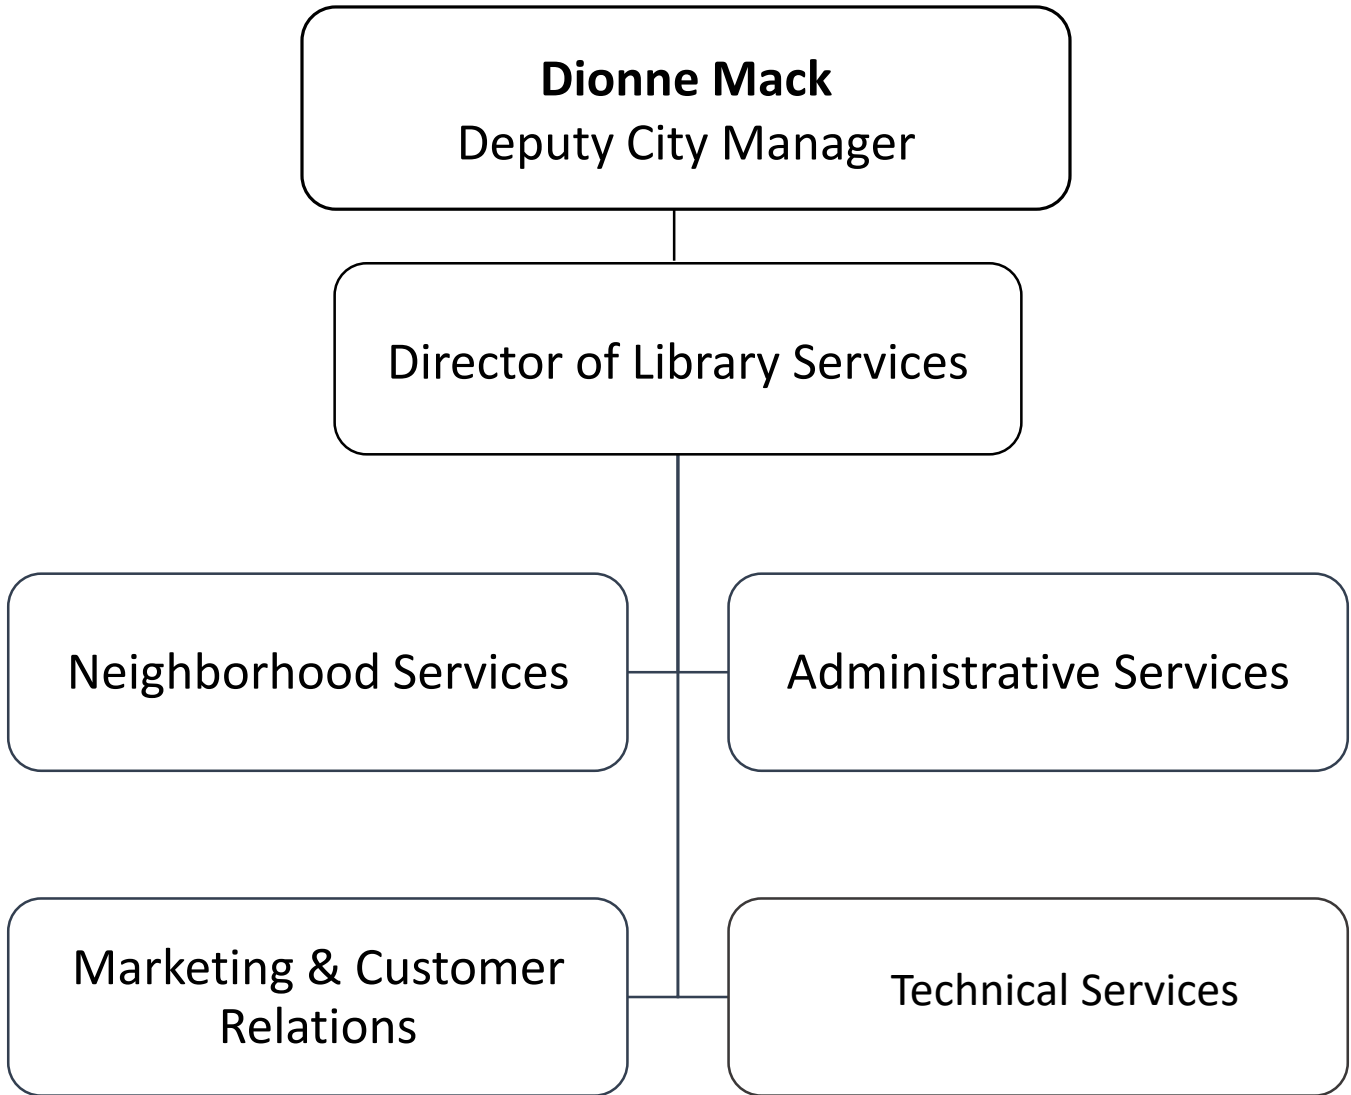 Dionne Mack
Deputy City Manager
Director of Library Services
Neighborhood Services
Administrative Services
Marketing & Customer
Relations
Technical Services